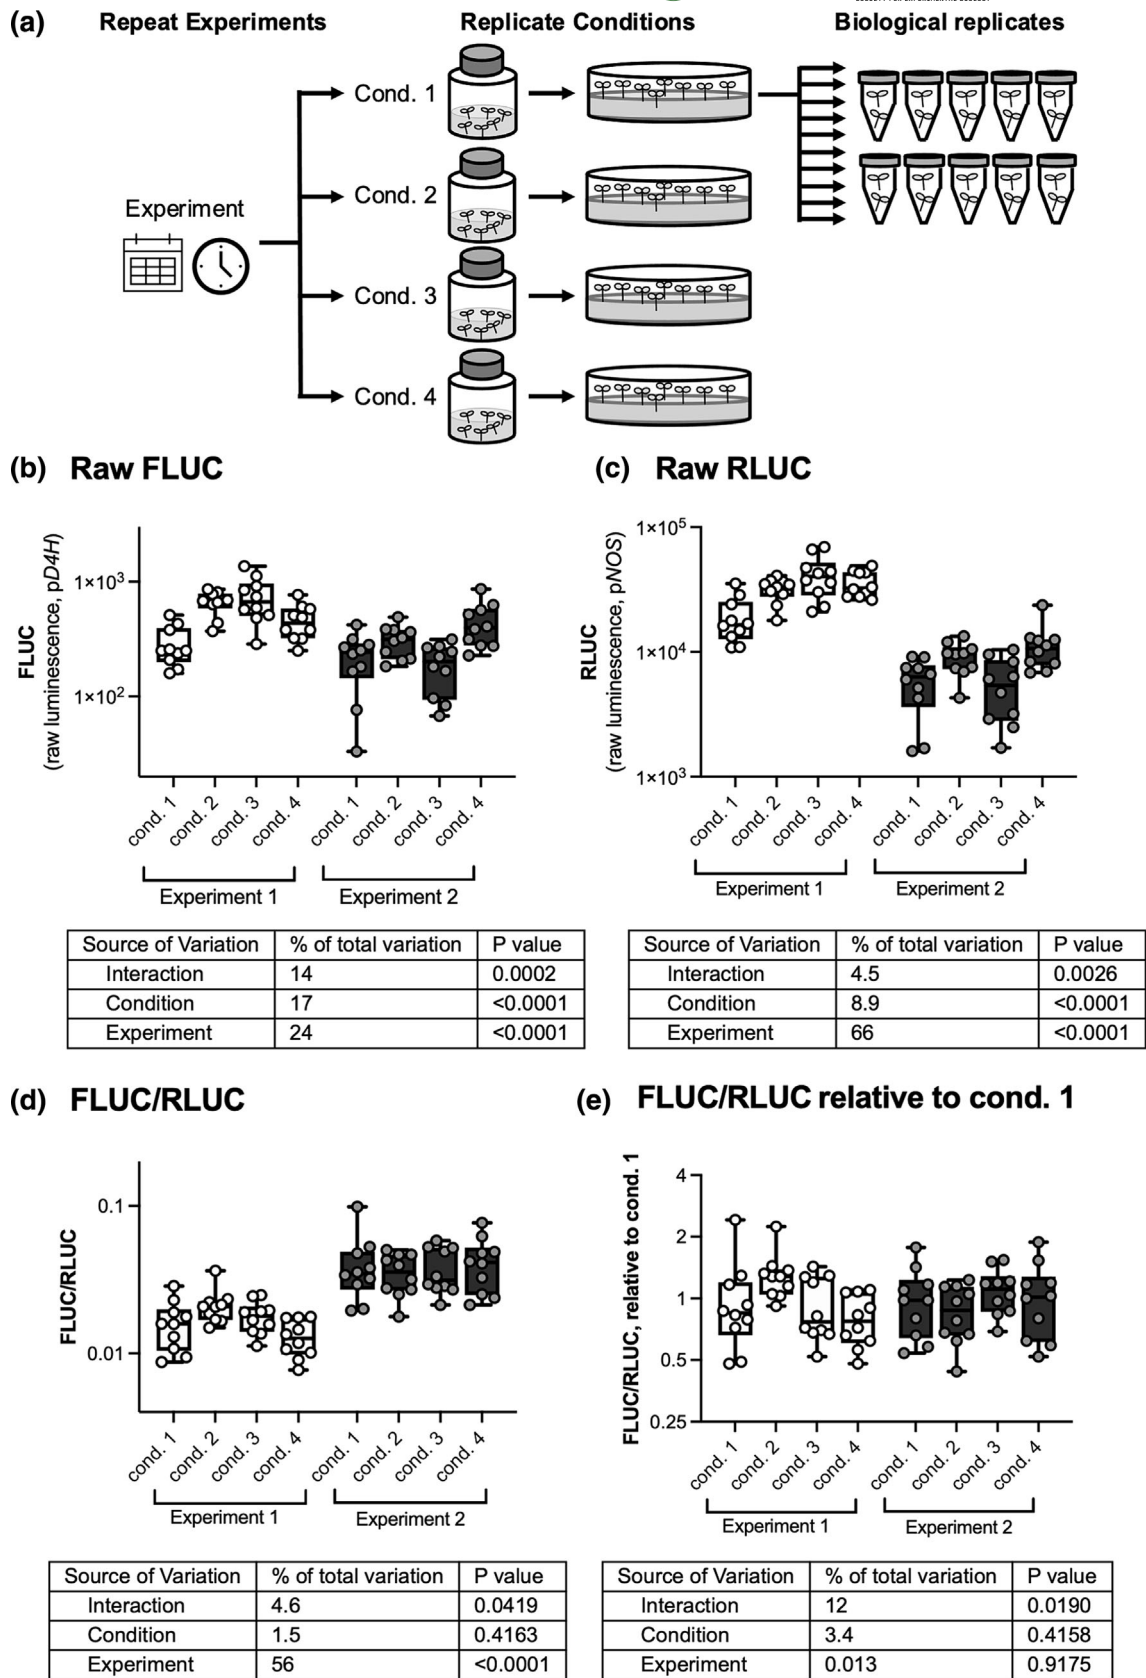 (a) Repeat Experiments Replicate Conditions Biological replicates
Cond. 1
Cond. 2
Experiment
Cond. 3
Cond. 4
(b) Raw FLUC
FLUC
(raw luminescence, pD4H)
1×10³
1×10²
cond. 1 cond. 2 cond. 3 cond. 4 cond. 1 cond. 2 cond. 3 cond. 4
Experiment 1 Experiment 2
Source of Variation % of total variation P value
Interaction 14 0.0002
Condition 17 <0.0001
Experiment 24 <0.0001
(c) Raw RLUC
RLUC
(raw luminescence, pNOS)
1×10⁵
1×10⁴
1×10³
cond. 1 cond. 2 cond. 3 cond. 4 cond. 1 cond. 2 cond. 3 cond. 4
Experiment 1 Experiment 2
Source of Variation % of total variation P value
Interaction 4.5 0.0026
Condition 8.9 <0.0001
Experiment 66 <0.0001
(d) FLUC/RLUC
FLUC/RLUC
0.1
0.01
cond. 1 cond. 2 cond. 3 cond. 4 cond. 1 cond. 2 cond. 3 cond. 4
Experiment 1 Experiment 2
Source of Variation % of total variation P value
Interaction 4.6 0.0419
Condition 1.5 0.4163
Experiment 56 <0.0001
(e) FLUC/RLUC relative to cond. 1
FLUC/RLUC, relative to cond. 1
4
2
1
0.5
0.25
cond. 1 cond. 2 cond. 3 cond. 4 cond. 1 cond. 2 cond. 3 cond. 4
Experiment 1 Experiment 2
Source of Variation % of total variation P value
Interaction 12 0.0190
Condition 3.4 0.4158
Experiment 0.013 0.9175